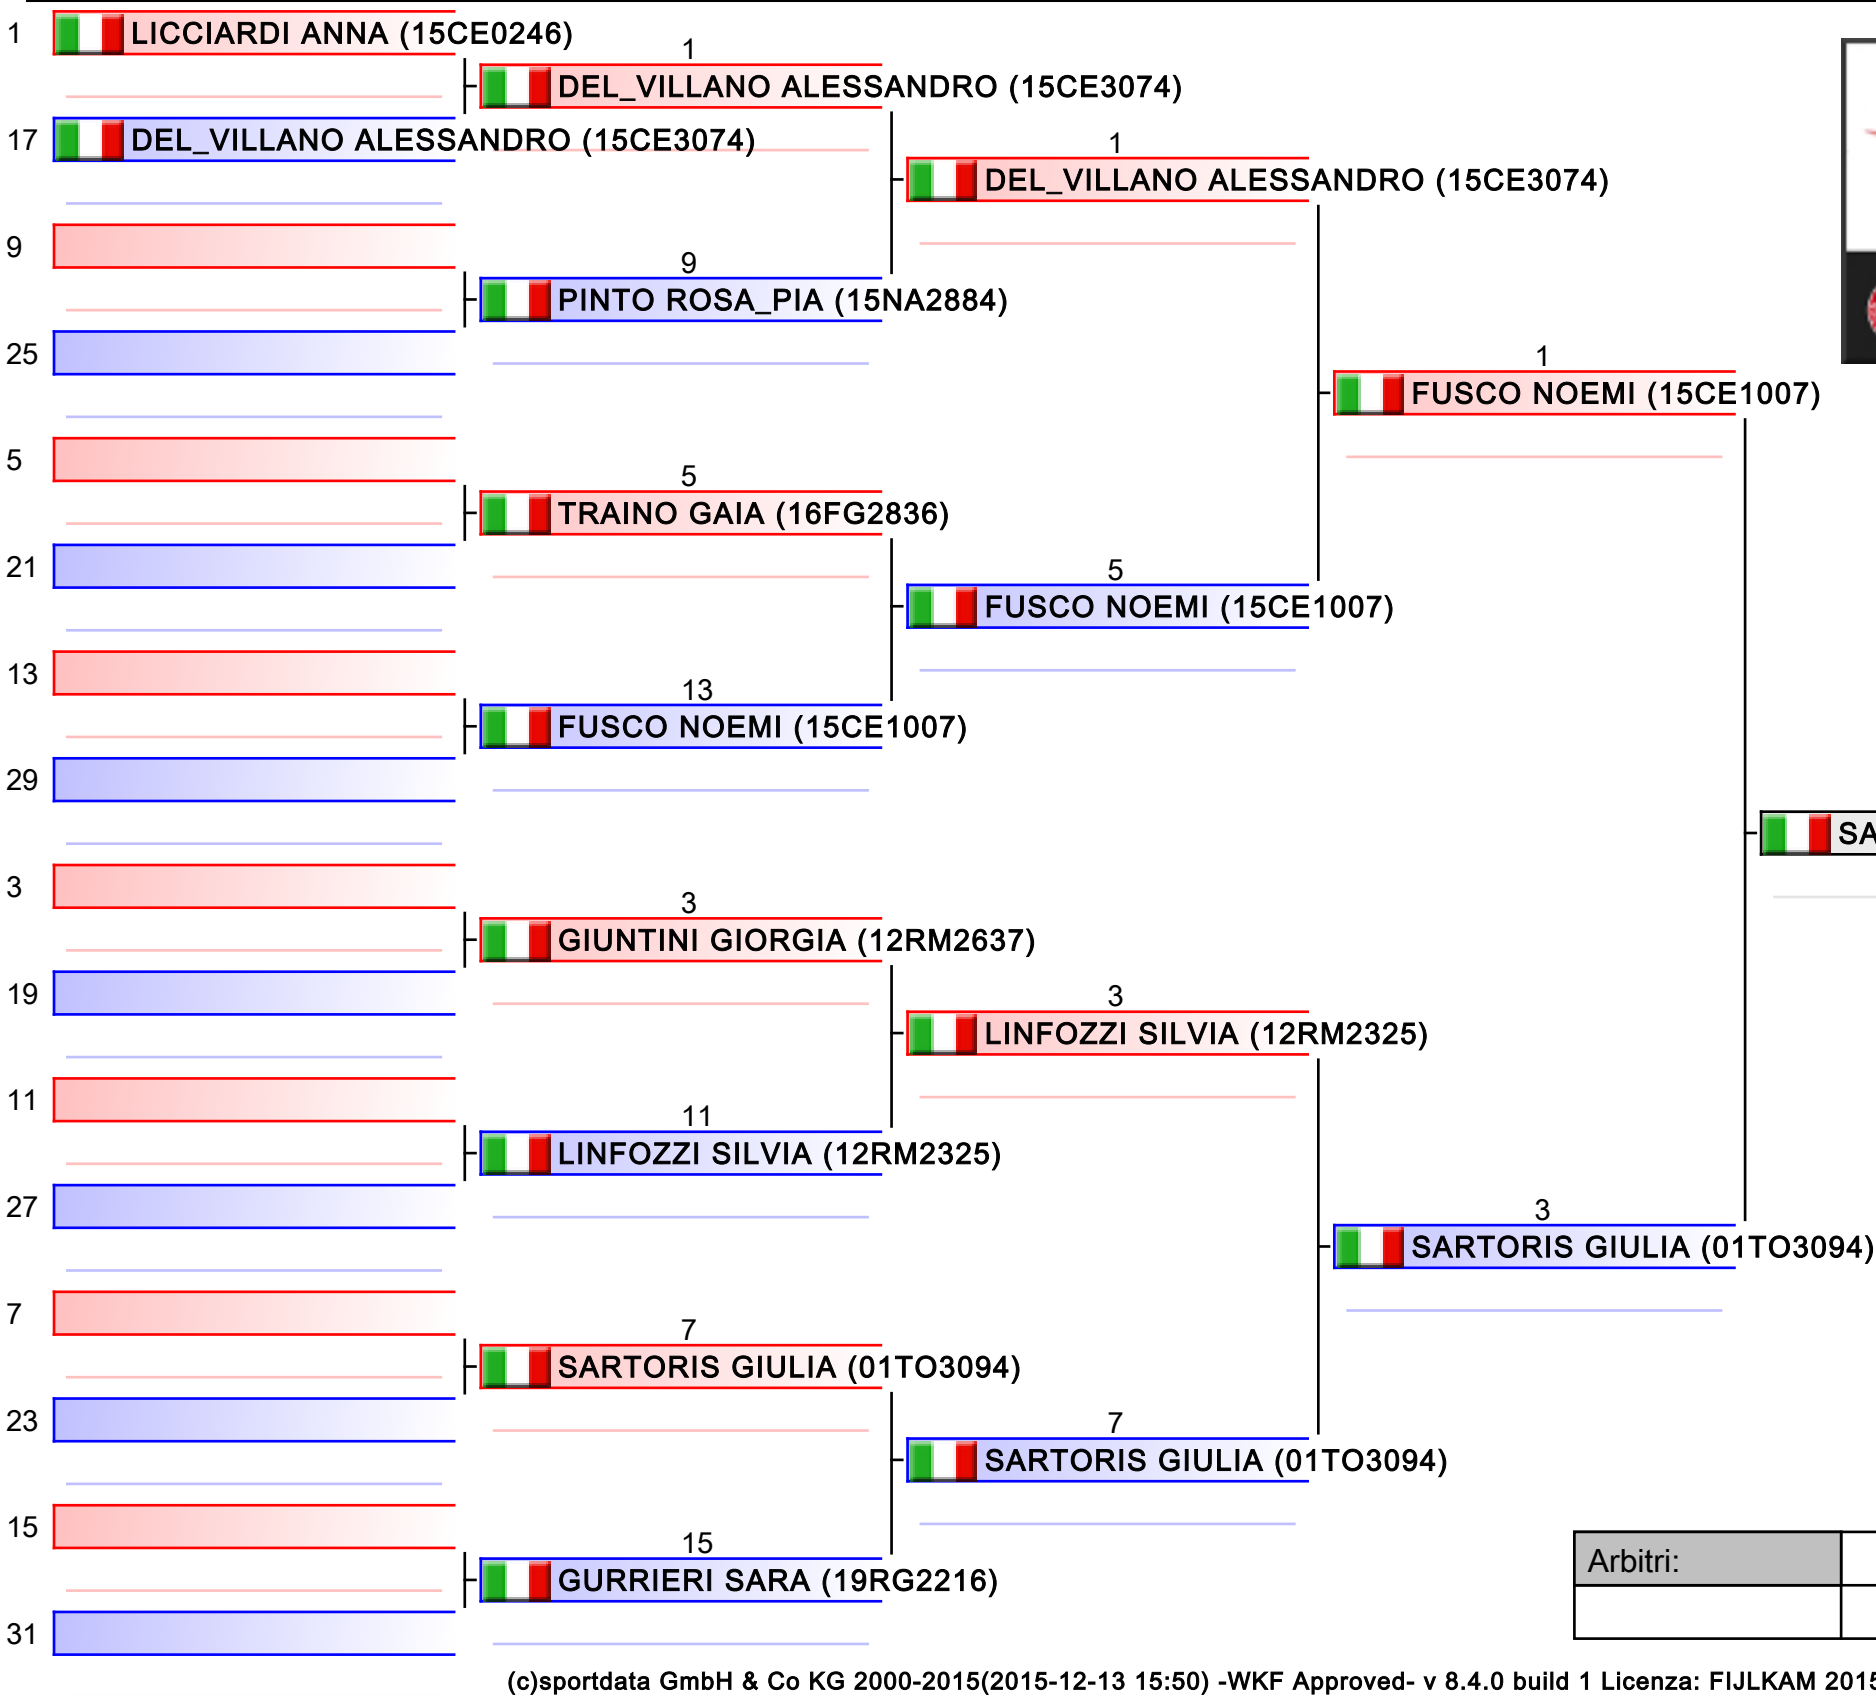 1 LICCIARDI ANNA (15CE0246)
1
DEL_VILLANO ALESSANDRO (15CE3074)
17 DEL_VILLANO ALESSANDRO (15CE3074)
1
DEL_VILLANO ALESSANDRO (15CE3074)
9
9
PINTO ROSA_PIA (15NA2884)
25
1
FUSCO NOEMI (15CE1007)
5
5
TRAINO GAIA (16FG2836)
21
5
FUSCO NOEMI (15CE1007)
13
13
FUSCO NOEMI (15CE1007)
29
SA
3
3
GIUNTINI GIORGIA (12RM2637)
19
3
LINFOZZI SILVIA (12RM2325)
11
11
LINFOZZI SILVIA (12RM2325)
27
3
SARTORIS GIULIA (01TO3094)
7
7
SARTORIS GIULIA (01TO3094)
23
7
SARTORIS GIULIA (01TO3094)
15
15
GURRIERI SARA (19RG2216)
Arbitri:
31
(c)sportdata GmbH & Co KG 2000-2015(2015-12-13 15:50) -WKF Approved- v 8.4.0 build 1 Licenza: FIJLKAM 2015